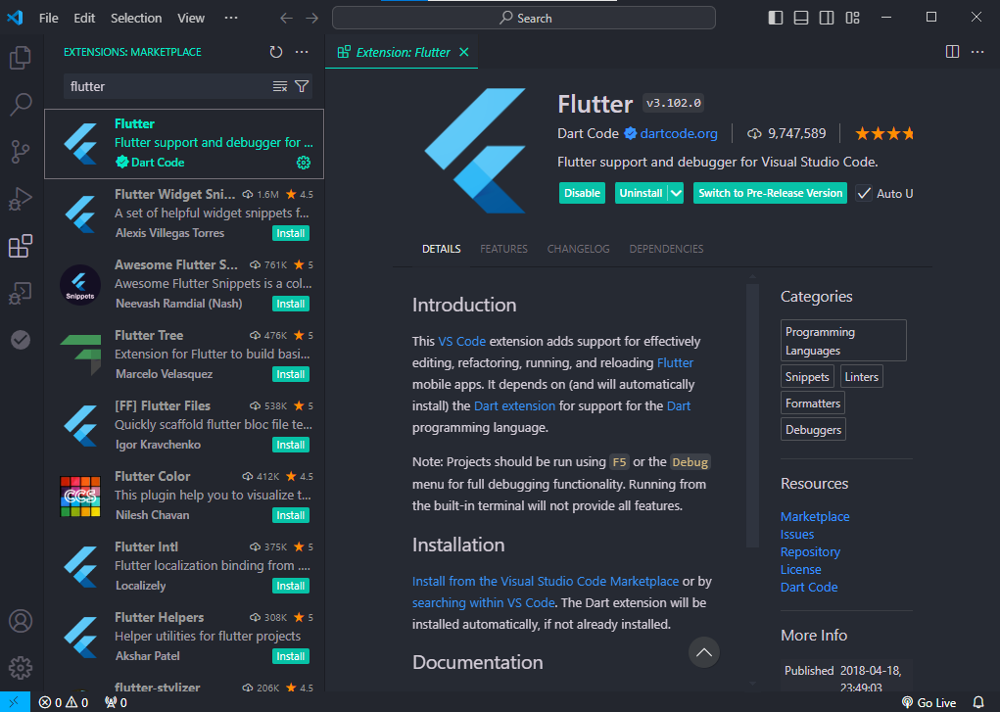 File Edit Selection View ···
Search
EXTENSIONS: MARKETPLACE
flutter
Flutter
Flutter support and debugger for ...
Dart Code
Flutter Widget Sni... 1.6M 4.5
A set of helpful widget snippets f...
Alexis Villegas Torres Install
Awesome Flutter S... 761K 5
Awesome Flutter Snippets is a col...
Neevash Ramdial (Nash) Install
Snippets
Flutter Tree 476K 5
Extension for Flutter to build basi...
Marcelo Velasquez Install
[FF] Flutter Files 538K 5
Quickly scaffold flutter bloc file te...
Igor Kravchenko Install
Flutter Color 412K 4.5
This plugin help you to visualize t...
Nilesh Chavan Install
CCS
Flutter Intl 375K 5
Flutter localization binding from ....
Localizely Install
Flutter Helpers 308K 5
Helper utilities for flutter projects
Akshar Patel Install
flutter-stylizer 206K 4.5
Extension: Flutter
Flutter v3.102.0
Dart Code dartcode.org 9,747,589
Flutter support and debugger for Visual Studio Code.
Disable Uninstall Switch to Pre-Release Version Auto U
DETAILS FEATURES CHANGELOG DEPENDENCIES
Introduction
This VS Code extension adds support for effectively
editing, refactoring, running, and reloading Flutter
mobile apps. It depends on (and will automatically
install) the Dart extension for support for the Dart
programming language.
Note: Projects should be run using F5 or the Debug
menu for full debugging functionality. Running from
the built-in terminal will not provide all features.
Installation
Install from the Visual Studio Code Marketplace or by
searching within VS Code. The Dart extension will be
installed automatically, if not already installed.
Documentation
Categories
Programming
Languages
Snippets Linters
Formatters
Debuggers
Resources
Marketplace
Issues
Repository
License
Dart Code
More Info
Published 2018-04-18,
23:49:03
0 0 0 Go Live